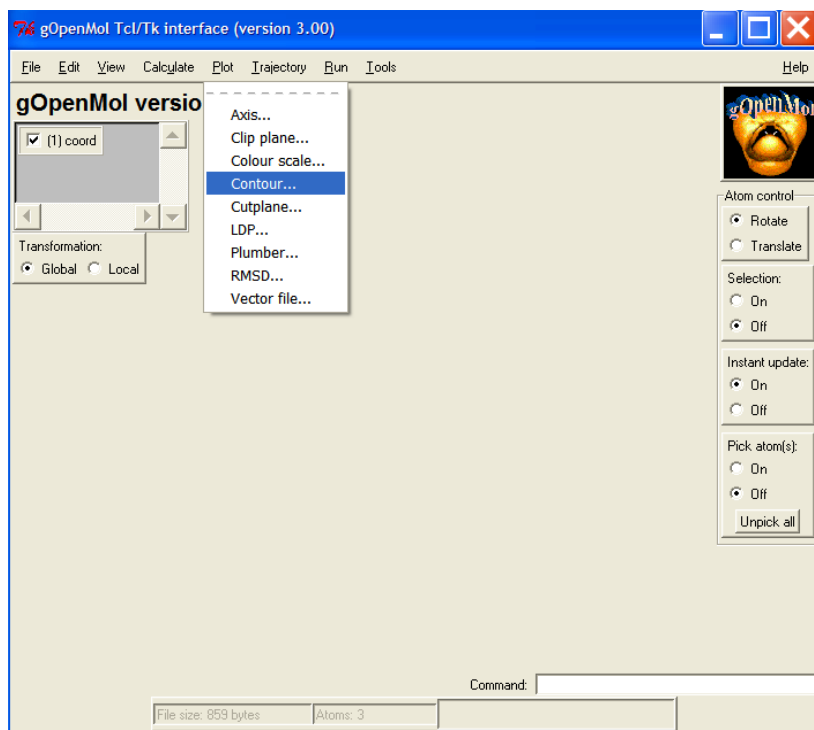 gOpenMol Tcl/Tk interface (version 3.00)
File Edit View Calculate Plot Trajectory Run Tools Help
gOpenMol versio
gOpenMol
(1) coord
Axis...
Clip plane...
Colour scale...
Contour...
Cutplane...
LDP...
Plumber...
RMSD...
Vector file...
Transformation:
Global Local
Atom control
Rotate
Translate
Selection:
On
Off
Instant update:
On
Off
Pick atom(s):
On
Off
Unpick all
Command:
File size: 859 bytes Atoms: 3